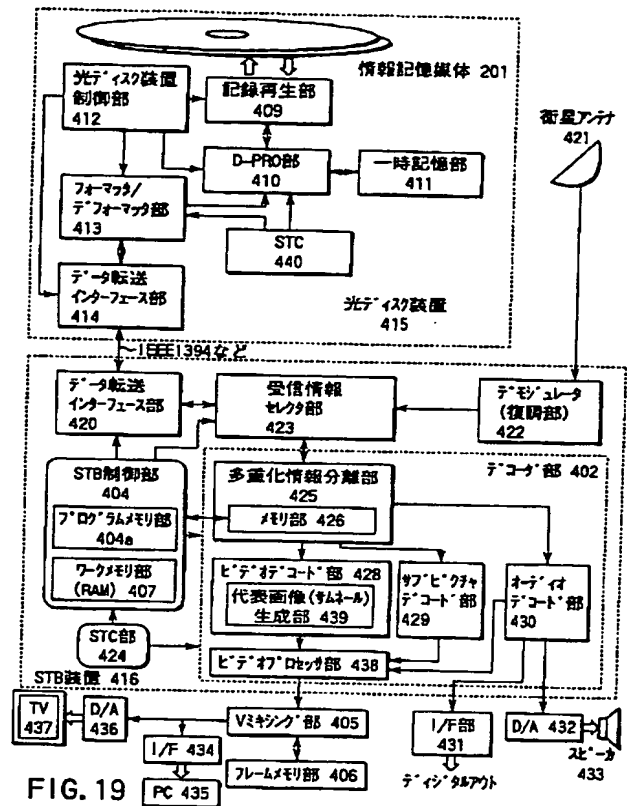 情報記憶媒体 201
光ディスク装置
制御部
412
記録再生部
409
衛星アンテナ
421
D-PRO部
410
一時記憶部
411
フォーマッタ/
デフォーマッタ部
413
STC
440
データ転送
インターフェース部
414
光ディスク装置
415
IEEE1394など
データ転送
インターフェース部
420
受信情報
セレクタ部
423
デモジュレータ
(復調部)
422
デコーダ部 402
STB制御部
404
多重化情報分離部
425
メモリ部 426
プログラムメモリ部
404a
ワークメモリ部
(RAM) 407
ビデオデコード部 428
代表画像(サムネール)
生成部 439
サブピクチャ
デコード部
429
オーディオ
デコード部
430
STC部
424
ビデオプロセッサ部 438
STB装置 416
TV
437
D/A
436
Vミキシング部 405
I/F部
431
D/A 432
スピーカ
433
I/F 434
フレームメモリ部 406
ディジタルアウト
PC 435
FIG. 19